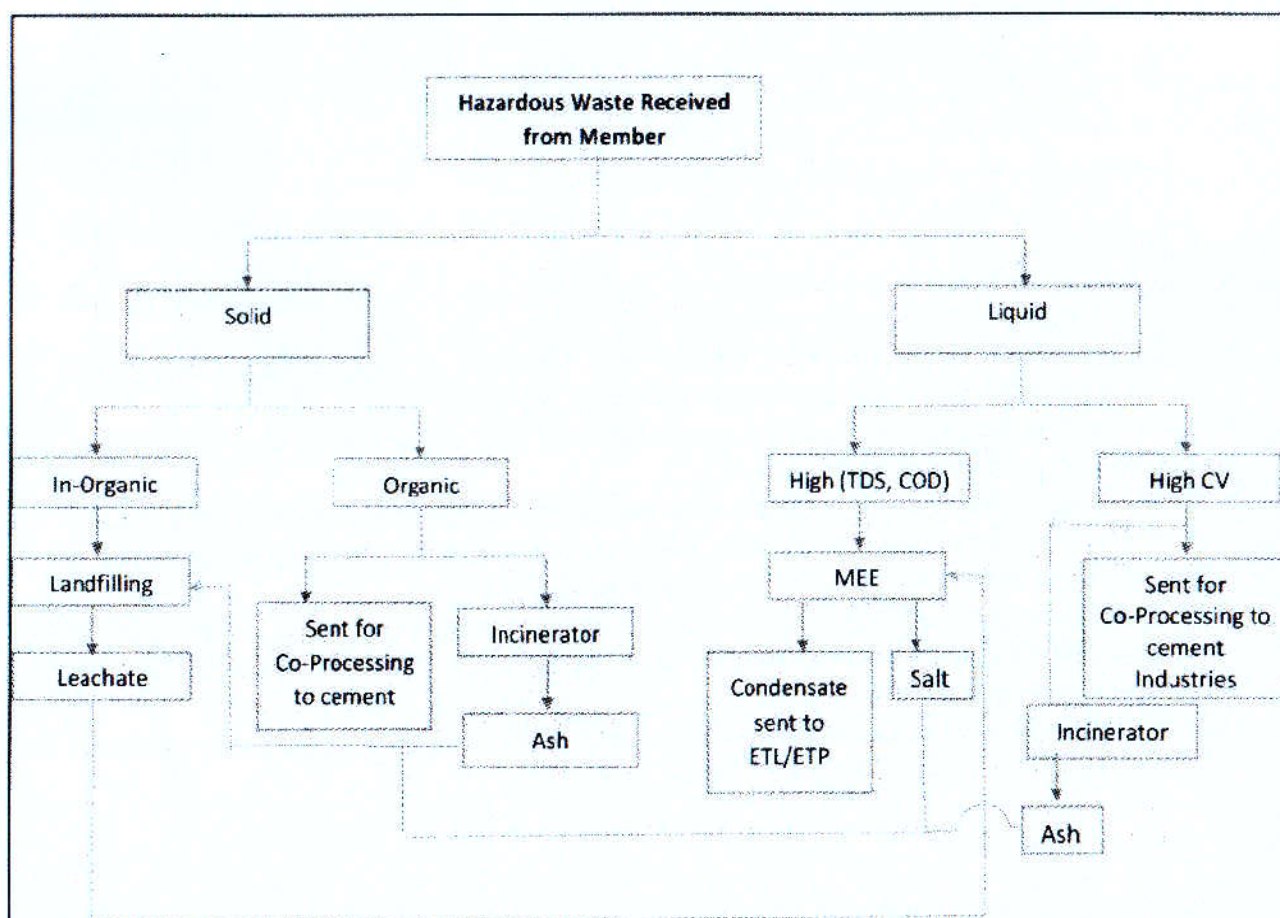 Hazardous Waste Received
from Member
Solid
Liquid
In-Organic
Organic
High (TDS, COD)
High CV
Landfilling
Sent for
Co-Processing
to cement
Incinerator
MEE
Sent for
Co-Processing to
cement
Industries
Leachate
Ash
Condensate
sent to
ETL/ETP
Salt
Incinerator
Ash